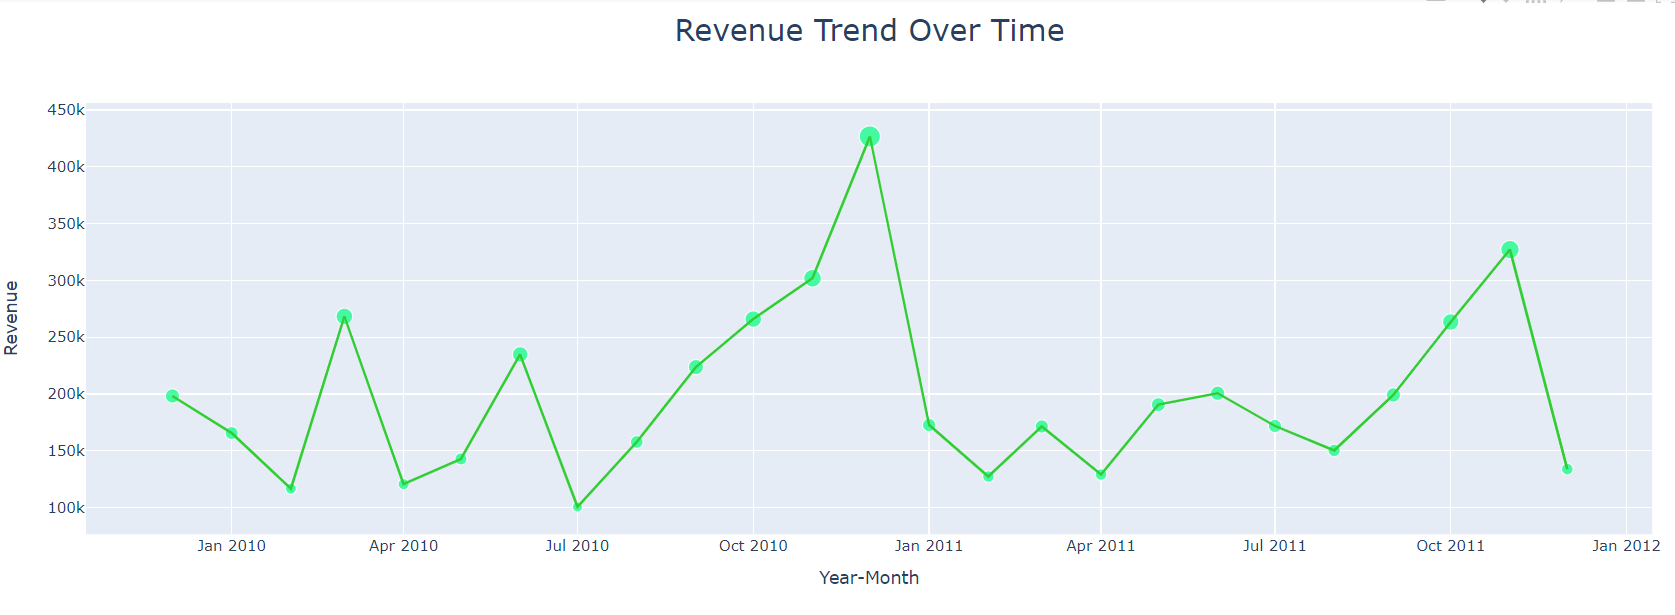 Revenue Trend Over Time
450k
400k
350k
300k
250k
200k
150k
100k
Revenue
Jan 2010 Apr 2010 Jul 2010 Oct 2010 Jan 2011 Apr 2011 Jul 2011 Oct 2011 Jan 2012
Year-Month